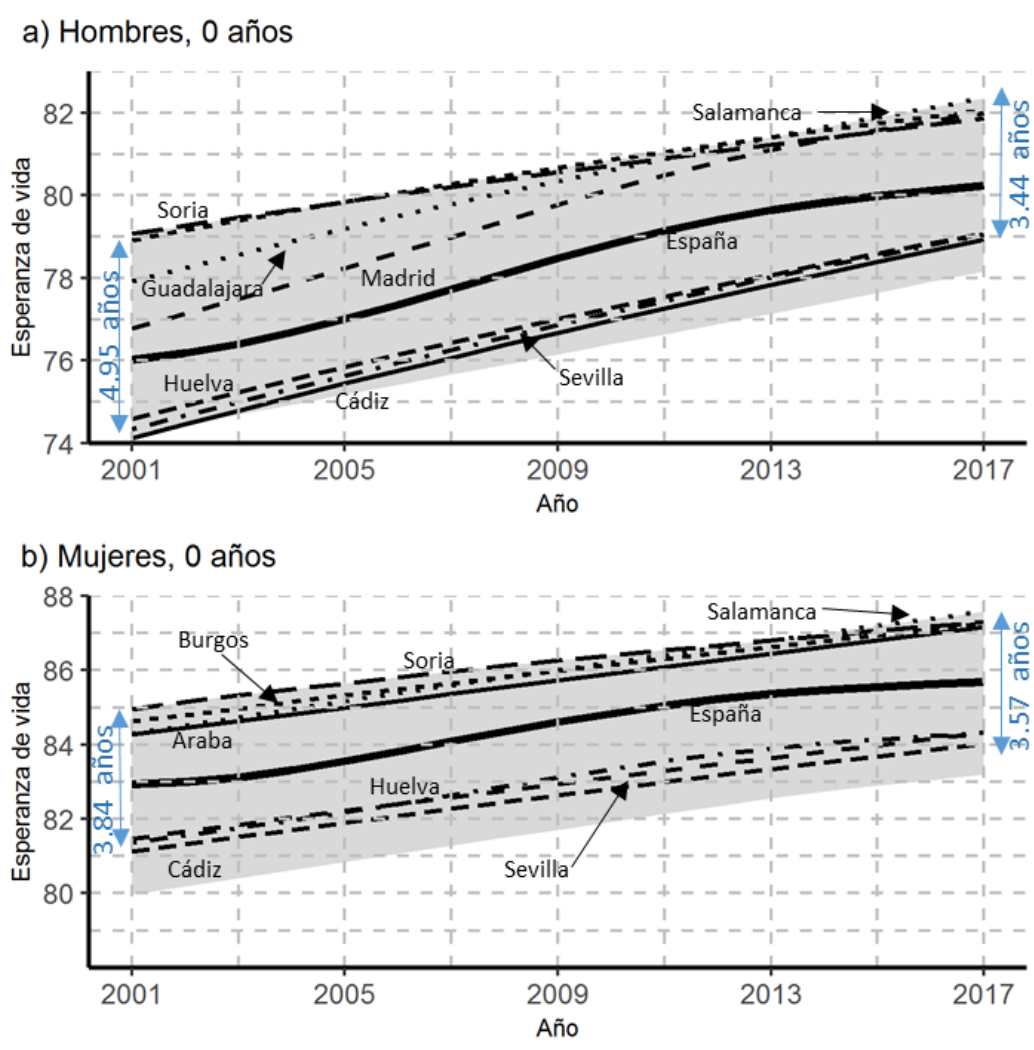 a) Hombres, 0 años
Esperanza de vida
82
80
78
76
74
Salamanca
Soria
España
Guadalajara
Madrid
Huelva
Sevilla
Cádiz
4.95 años
3.44 años
2001 2005 2009 2013 2017
Año
b) Mujeres, 0 años
Esperanza de vida
88
86
84
82
80
Salamanca
Burgos
Soria
España
Araba
Huelva
Sevilla
Cádiz
3.84 años
3.57 años
2001 2005 2009 2013 2017
Año